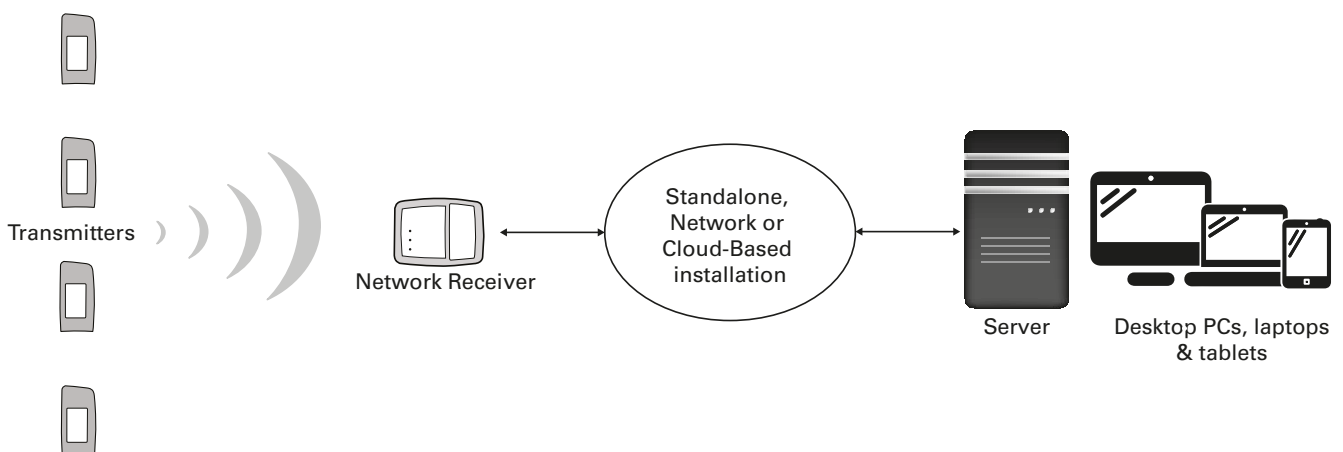 Transmitters
Network Receiver
Standalone,
Network or
Cloud-Based
installation
Server
Desktop PCs, laptops
& tablets